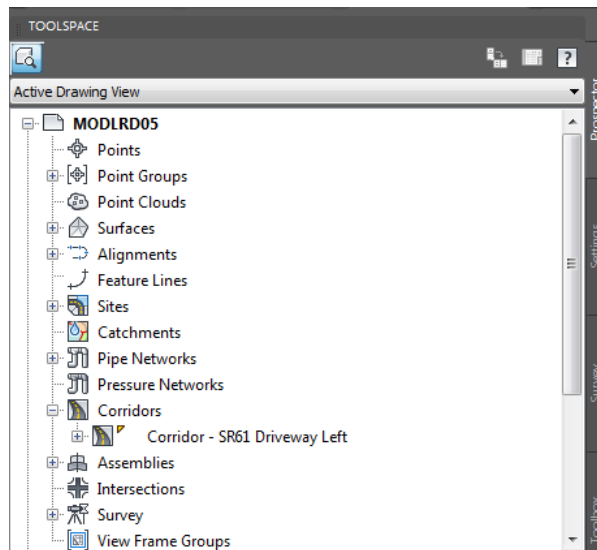 TOOLSPACE
?
Active Drawing View
MODLRD05
Points
Point Groups
Point Clouds
Surfaces
Alignments
Feature Lines
Sites
Catchments
Pipe Networks
Pressure Networks
Corridors
Corridor - SR61 Driveway Left
Assemblies
Intersections
Survey
View Frame Groups
Prospector
Settings
Survey
Toolbox